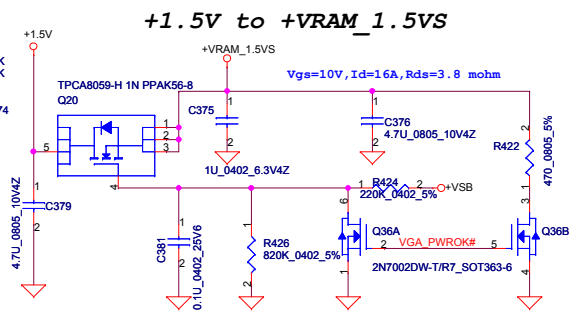 +1.5V to +VRAM_1.5VS
+1.5V
+VRAM_1.5VS
K
K
74
TPCA8059-H 1N PPAK56-8
Q20
Vgs=10V,Id=16A,Rds=3.8 mohm
5
1
2
3
4
1
C375
2
1U_0402_6.3V4Z
1
C376
4.7U_0805_10V4Z
2
2
R422
1
470_0805_5%
1
C379
2
4.7U_0805_10V4Z
1
C381
2
0.1U_0402_25V6
1
R426
820K_0402_5%
2
1
R424
2
220K_0402_5%
+VSB
6
Q36A
2
1
VGA_PWROK#
3
5
Q36B
4
2N7002DW-T/R7_SOT363-6